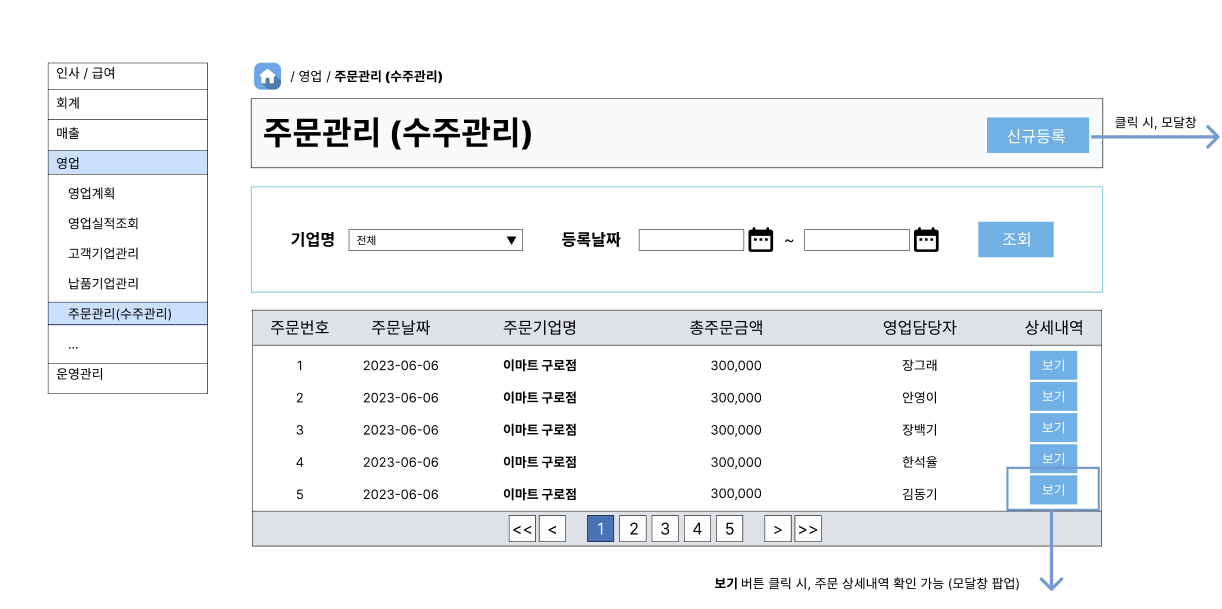 / 영업 / 주문관리 (수주관리)
인사 / 급여
회계
매출
영업
영업계획
영업실적조회
고객기업관리
납품기업관리
주문관리(수주관리)
...
운영관리
주문관리 (수주관리)
신규등록
클릭 시, 모달창
기업명 전체 ▼ 등록날짜 ~ 조회
주문번호 주문날짜 주문기업명 총주문금액 영업담당자 상세내역
1 2023-06-06 이마트 구로점 300,000 장그래 보기
2 2023-06-06 이마트 구로점 300,000 안영이 보기
3 2023-06-06 이마트 구로점 300,000 장백기 보기
4 2023-06-06 이마트 구로점 300,000 한석율 보기
5 2023-06-06 이마트 구로점 300,000 김동기 보기
<< < 1 2 3 4 5 > >>
보기 버튼 클릭 시, 주문 상세내역 확인 가능 (모달창 팝업)